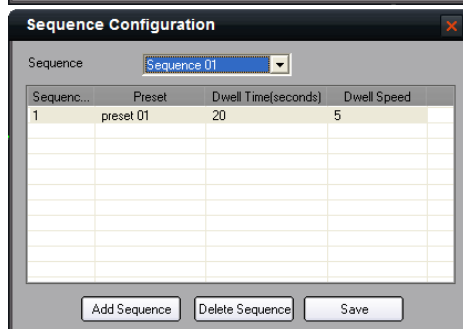 Sequence Configuration
Sequence Sequence 01
Sequenc... Preset Dwell Time(seconds) Dwell Speed
1 preset 01 20 5
Add Sequence Delete Sequence Save